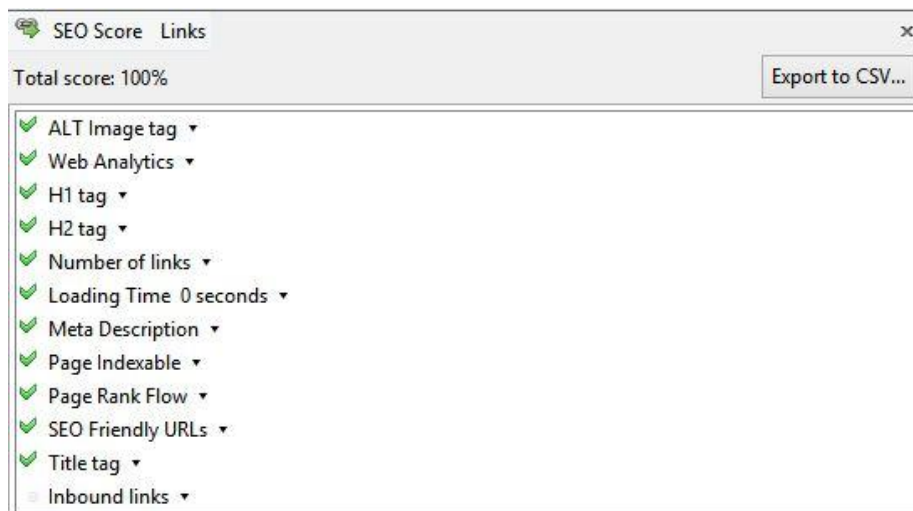 SEO Score Links
Total score: 100%
Export to CSV...
ALT Image tag
Web Analytics
H1 tag
H2 tag
Number of links
Loading Time 0 seconds
Meta Description
Page Indexable
Page Rank Flow
SEO Friendly URLs
Title tag
Inbound links